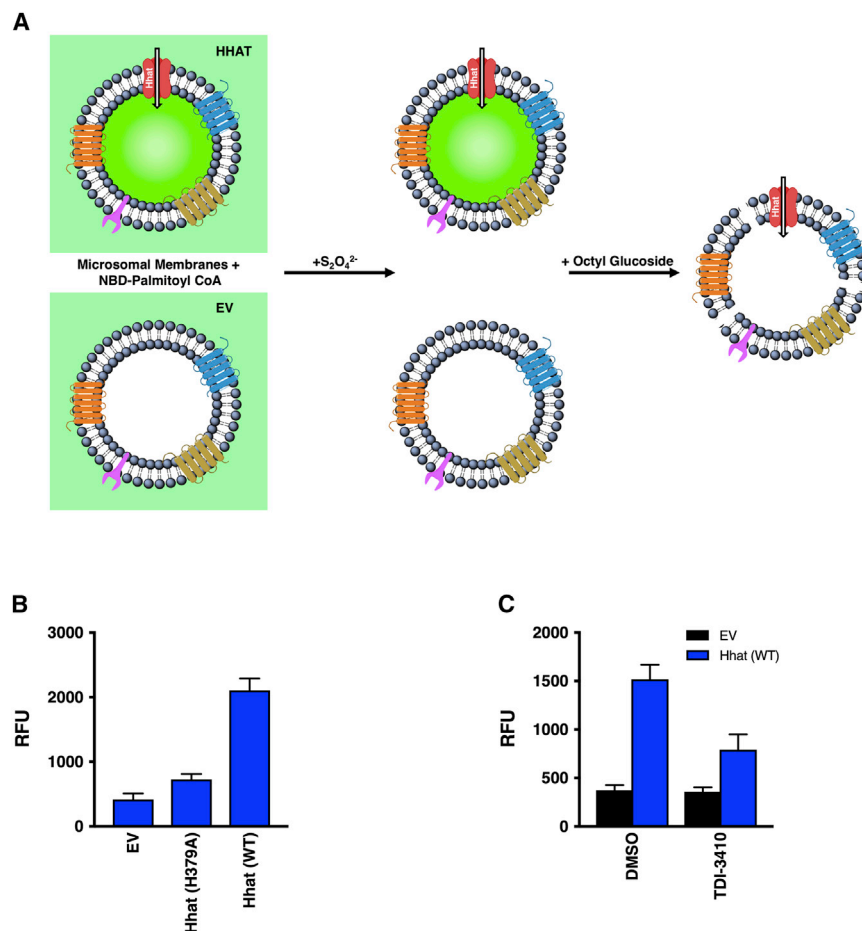 A
HHAT
Hhat
Hhat
Microsomal Membranes +
NBD-Palmitoyl CoA
+S₂O₄²⁻
+ Octyl Glucoside
Hhat
EV
B
3000
2000
1000
0
RFU
EV
Hhat (H379A)
Hhat (WT)
C
2000
1500
1000
500
0
RFU
EV
Hhat (WT)
DMSO
TDI-3410